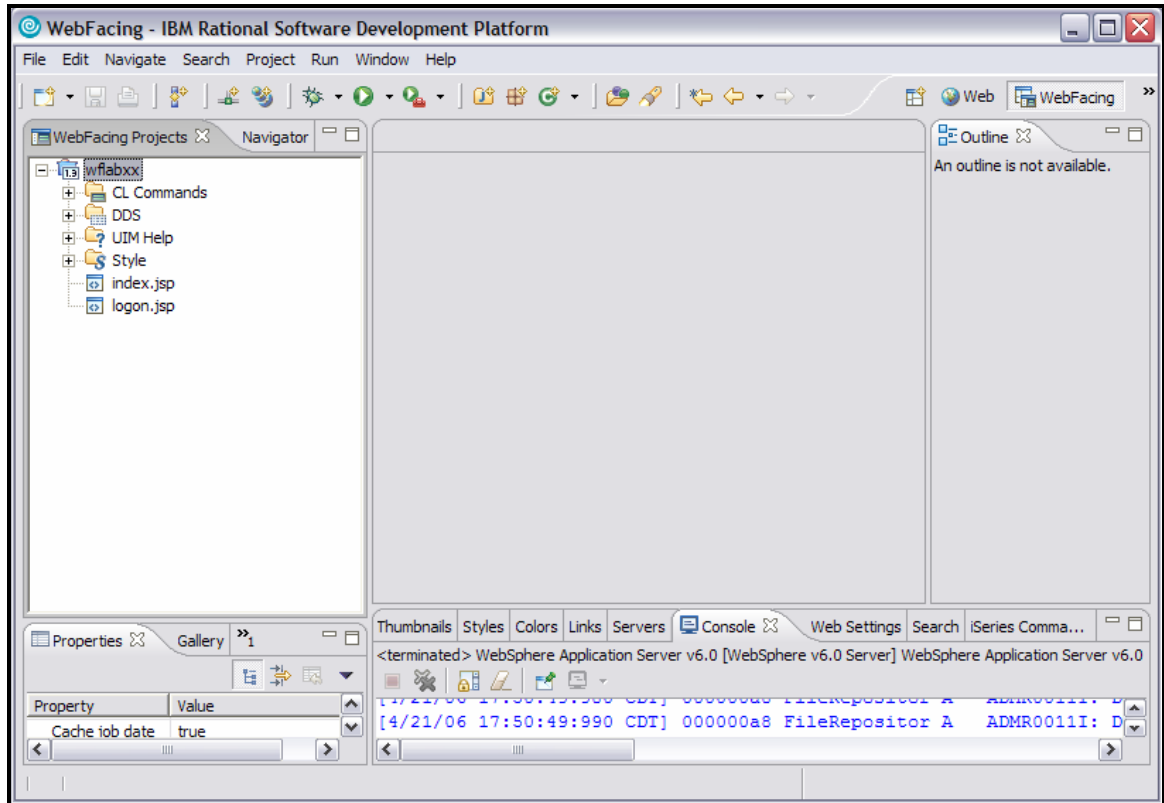 WebFacing - IBM Rational Software Development Platform
File Edit Navigate Search Project Run Window Help
Web WebFacing »
WebFacing Projects Navigator
Outline
wflabxx
An outline is not available.
CL Commands
DDS
UIM Help
Style
index.jsp
logon.jsp
Properties Gallery »1
Thumbnails Styles Colors Links Servers Console Web Settings Search iSeries Comma...
<terminated> WebSphere Application Server v6.0 [WebSphere v6.0 Server] WebSphere Application Server v6.0
Property Value
Cache job date true
[4/21/06 17:50:49:990 CDT] 000000a8 FileRepositor A ADMR0011I: D